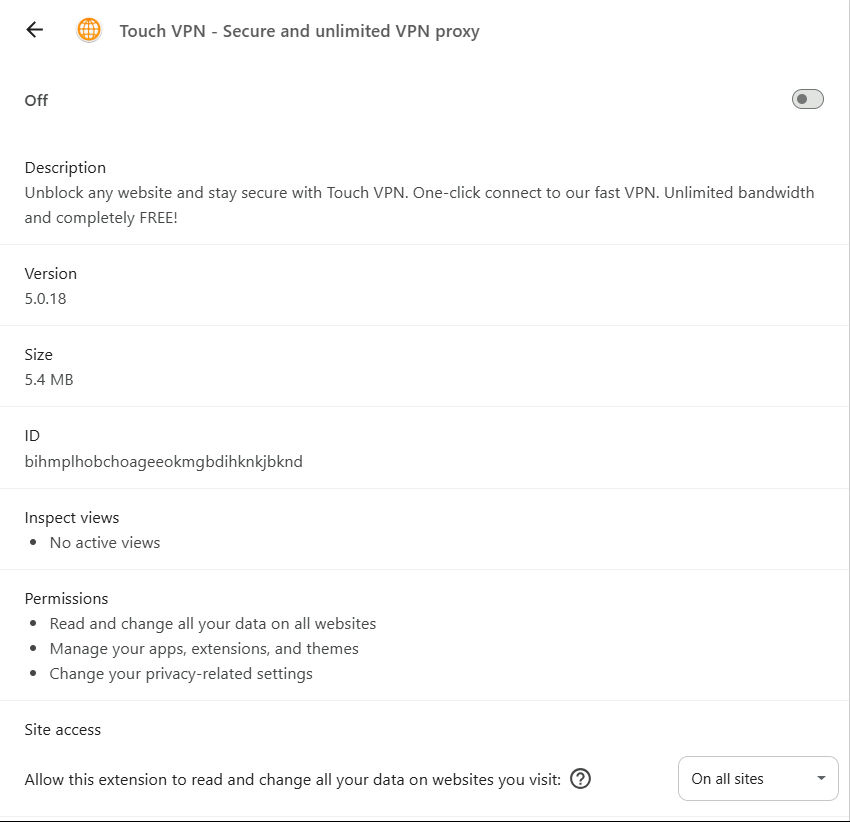 Touch VPN - Secure and unlimited VPN proxy
Off
Description
Unblock any website and stay secure with Touch VPN. One-click connect to our fast VPN. Unlimited bandwidth
and completely FREE!
Version
5.0.18
Size
5.4 MB
ID
bihmplhobchoageeokmgbdihknkjbknd
Inspect views
No active views
Permissions
Read and change all your data on all websites
Manage your apps, extensions, and themes
Change your privacy-related settings
Site access
Allow this extension to read and change all your data on websites you visit: ? On all sites